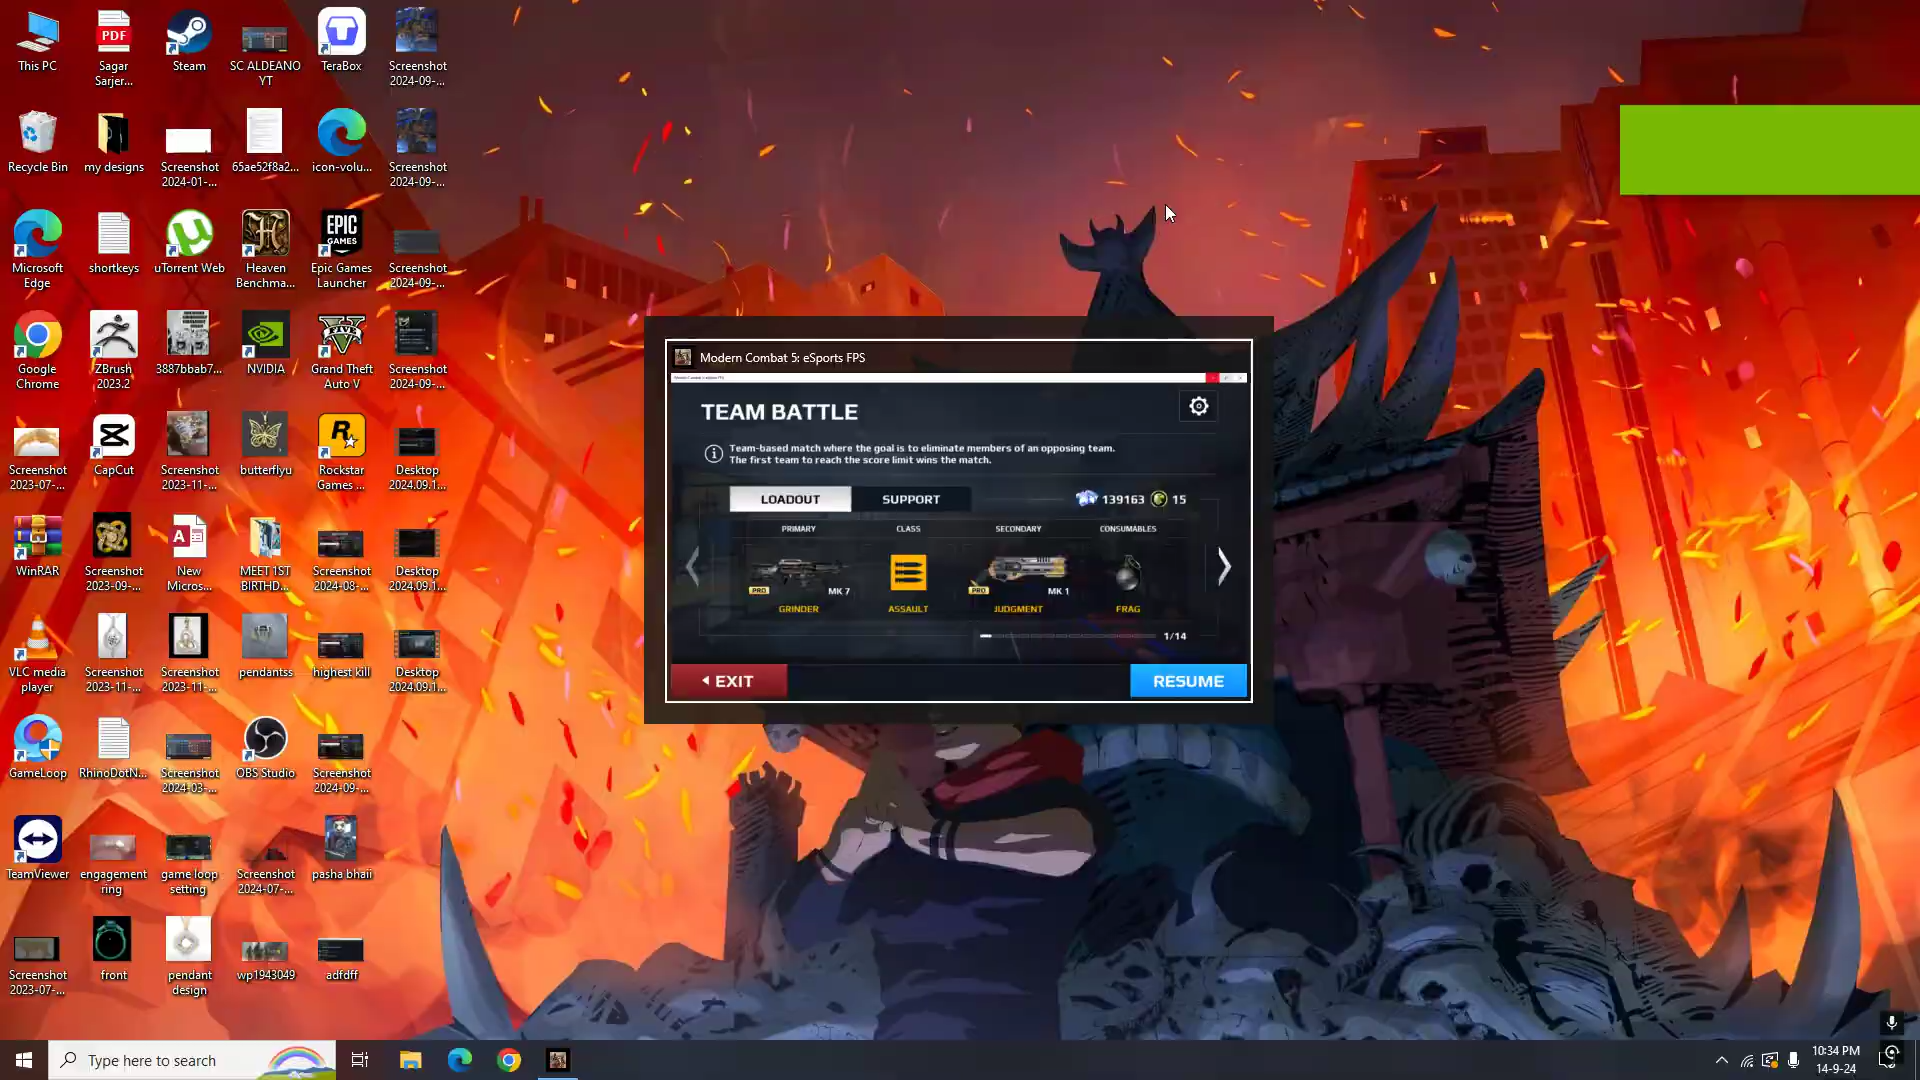 This PC
PDF
Sagar
Sarjer...
Steam
SC ALDEANO
YT
TeraBox
Screenshot
2024-09-...
Recycle Bin
my designs
Screenshot
2024-01-...
65ae52f8a2...
icon-volu...
Screenshot
2024-09-...
Microsoft
Edge
shortkeys
uTorrent Web
Heaven
Benchma...
EPIC
GAMES
Epic Games
Launcher
Screenshot
2024-09-...
Google
Chrome
ZBrush
2023.2
3887bbab7...
NVIDIA
FIVE
Grand Theft
Auto V
Screenshot
2024-09-...
Screenshot
2023-07-...
CapCut
Screenshot
2023-11-...
butterflyu
Rockstar
Games ...
Desktop
2024.09.1...
WinRAR
Screenshot
2023-09-...
New
Micros...
MEET 1ST
BIRTHD...
Screenshot
2024-08-...
Desktop
2024.09.1...
VLC media
player
Screenshot
2023-11-...
Screenshot
2023-11-...
pendantss
highest kill
Desktop
2024.09.1...
GameLoop
RhinoDotN...
Screenshot
2024-03-...
OBS Studio
Screenshot
2024-09-...
TeamViewer
engagement
ring
game loop
setting
Screenshot
2024-07-...
pasha bhaii
Screenshot
2023-07-...
front
pendant
design
wp1943049
adfdff
Modern Combat 5: eSports FPS
TEAM BATTLE
Team-based match where the goal is to eliminate members of an opposing team.
The first team to reach the score limit wins the match.
LOADOUT
SUPPORT
139163
15
PRIMARY
CLASS
SECONDARY
CONSUMABLES
PRO
MK 7
PRO
MK 1
GRINDER
ASSAULT
JUDGMENT
FRAG
1/14
EXIT
RESUME
Type here to search
10:34 PM
14-9-24